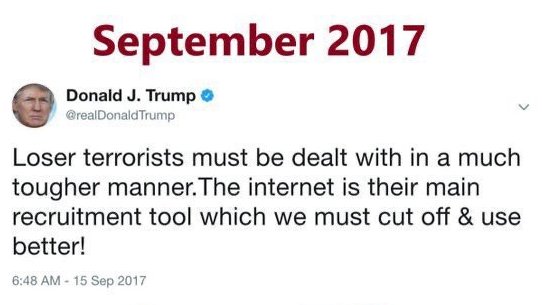 September 2017
Donald J. Trump
@realDonaldTrump
Loser terrorists must be dealt with in a much
tougher manner.The internet is their main
recruitment tool which we must cut off & use
better!
6:48 AM - 15 Sep 2017